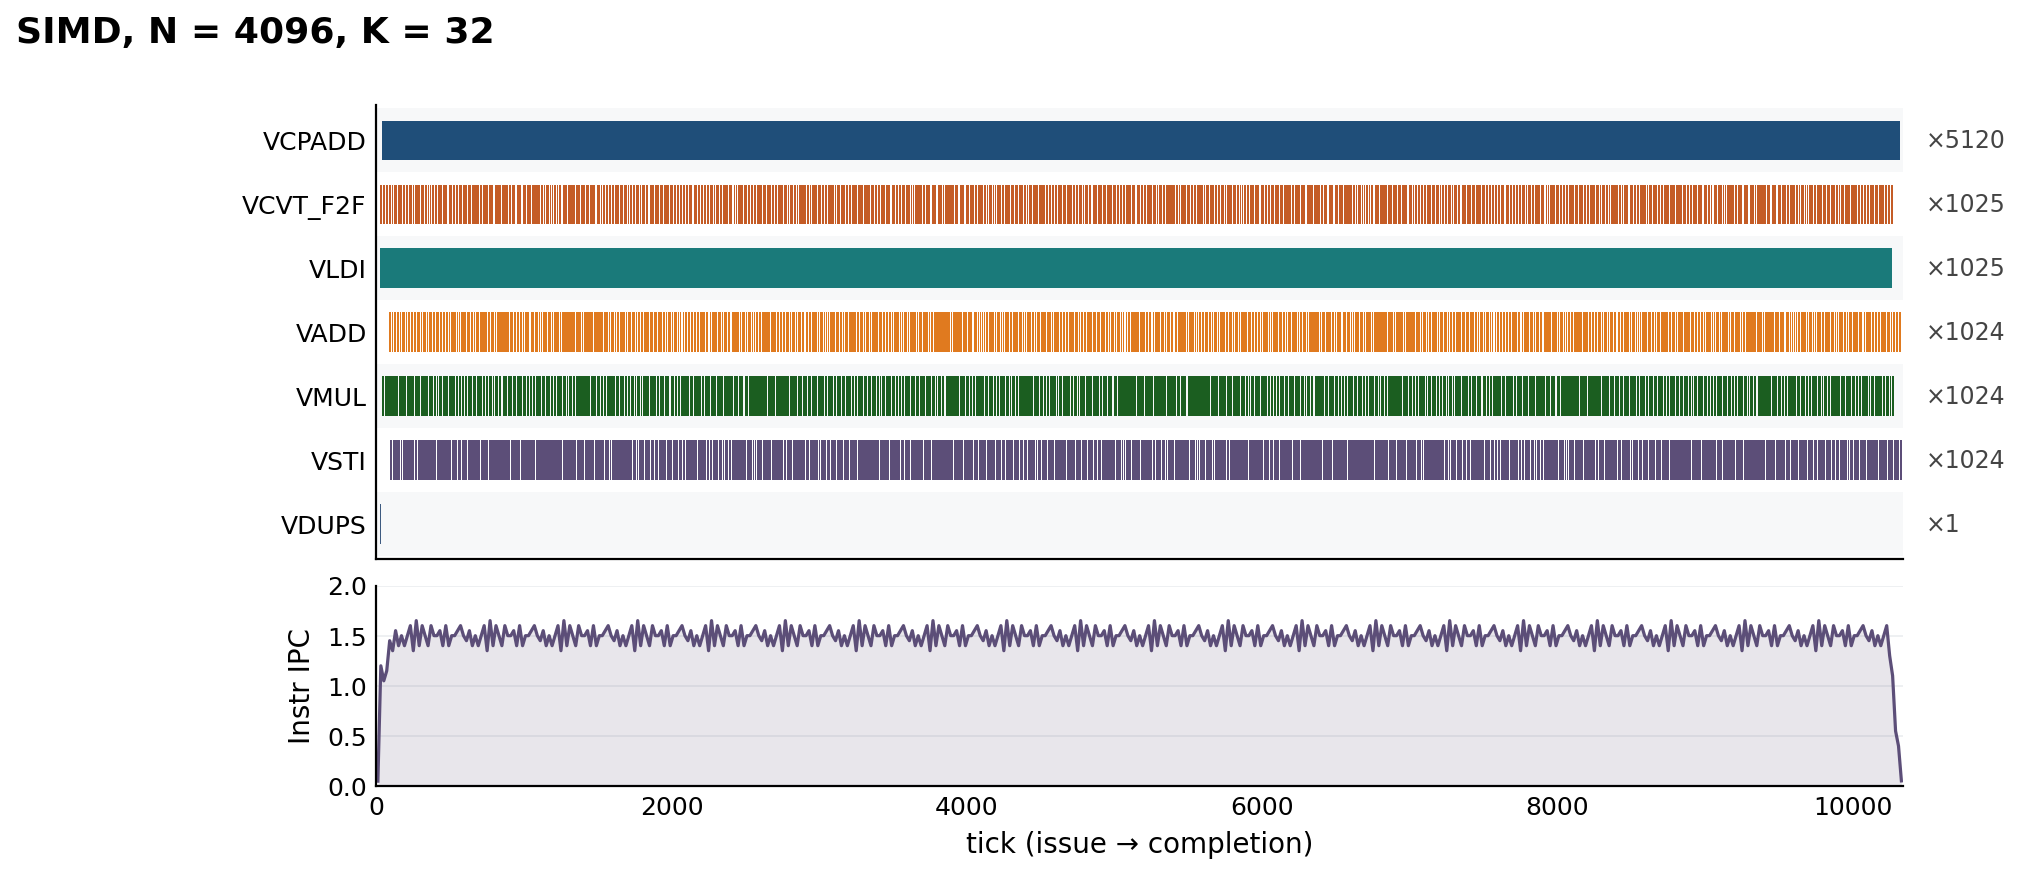 SIMD, N = 4096, K = 32
VCPADD ×5120
VCVT_F2F ×1025
VLDI ×1025
VADD ×1024
VMUL ×1024
VSTI ×1024
VDUPS ×1
Instr IPC
2.0
1.5
1.0
0.5
0.0
0 2000 4000 6000 8000 10000
tick (issue → completion)